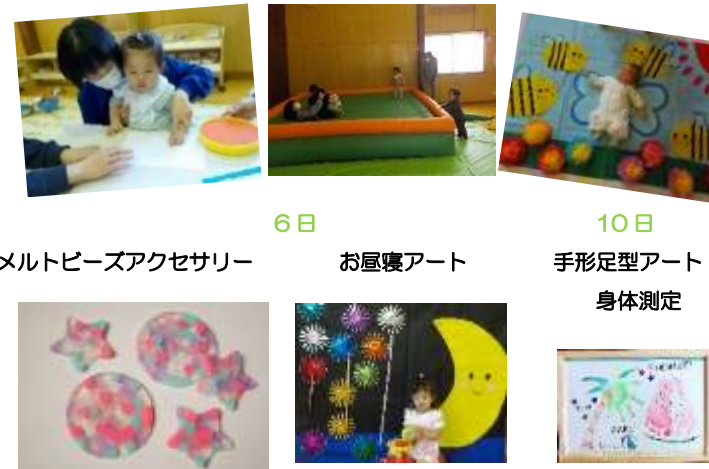 6日
10日
メルトビーズアクセサリー
お昼寝アート
手形足型アート
身体測定